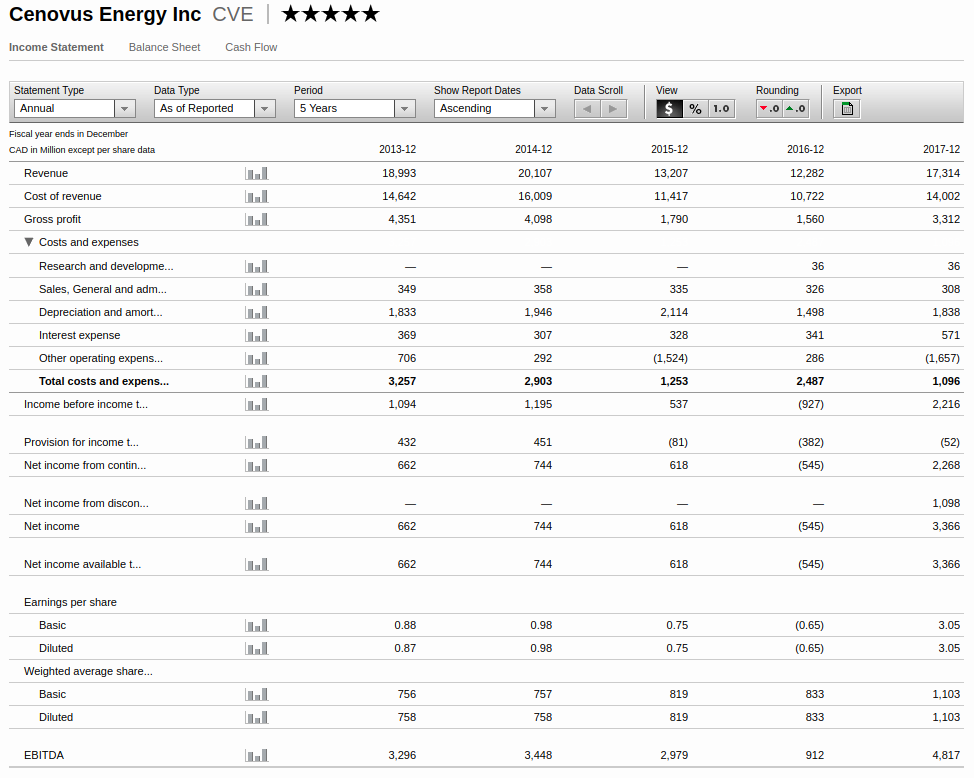 Cenovus Energy Inc CVE | ★★★★★
Income Statement Balance Sheet Cash Flow
Statement Type Data Type Period Show Report Dates Data Scroll View Rounding Export
Annual As of Reported 5 Years Ascending $ % 1.0 .0 .0
Fiscal year ends in December
CAD in Million except per share data 2013-12 2014-12 2015-12 2016-12 2017-12
Revenue 18,993 20,107 13,207 12,282 17,314
Cost of revenue 14,642 16,009 11,417 10,722 14,002
Gross profit 4,351 4,098 1,790 1,560 3,312
▼ Costs and expenses
Research and developme... — — — 36 36
Sales, General and adm... 349 358 335 326 308
Depreciation and amort... 1,833 1,946 2,114 1,498 1,838
Interest expense 369 307 328 341 571
Other operating expens... 706 292 (1,524) 286 (1,657)
Total costs and expens... 3,257 2,903 1,253 2,487 1,096
Income before income t... 1,094 1,195 537 (927) 2,216
Provision for income t... 432 451 (81) (382) (52)
Net income from contin... 662 744 618 (545) 2,268
Net income from discon... — — — — 1,098
Net income 662 744 618 (545) 3,366
Net income available t... 662 744 618 (545) 3,366
Earnings per share
Basic 0.88 0.98 0.75 (0.65) 3.05
Diluted 0.87 0.98 0.75 (0.65) 3.05
Weighted average share...
Basic 756 757 819 833 1,103
Diluted 758 758 819 833 1,103
EBITDA 3,296 3,448 2,979 912 4,817